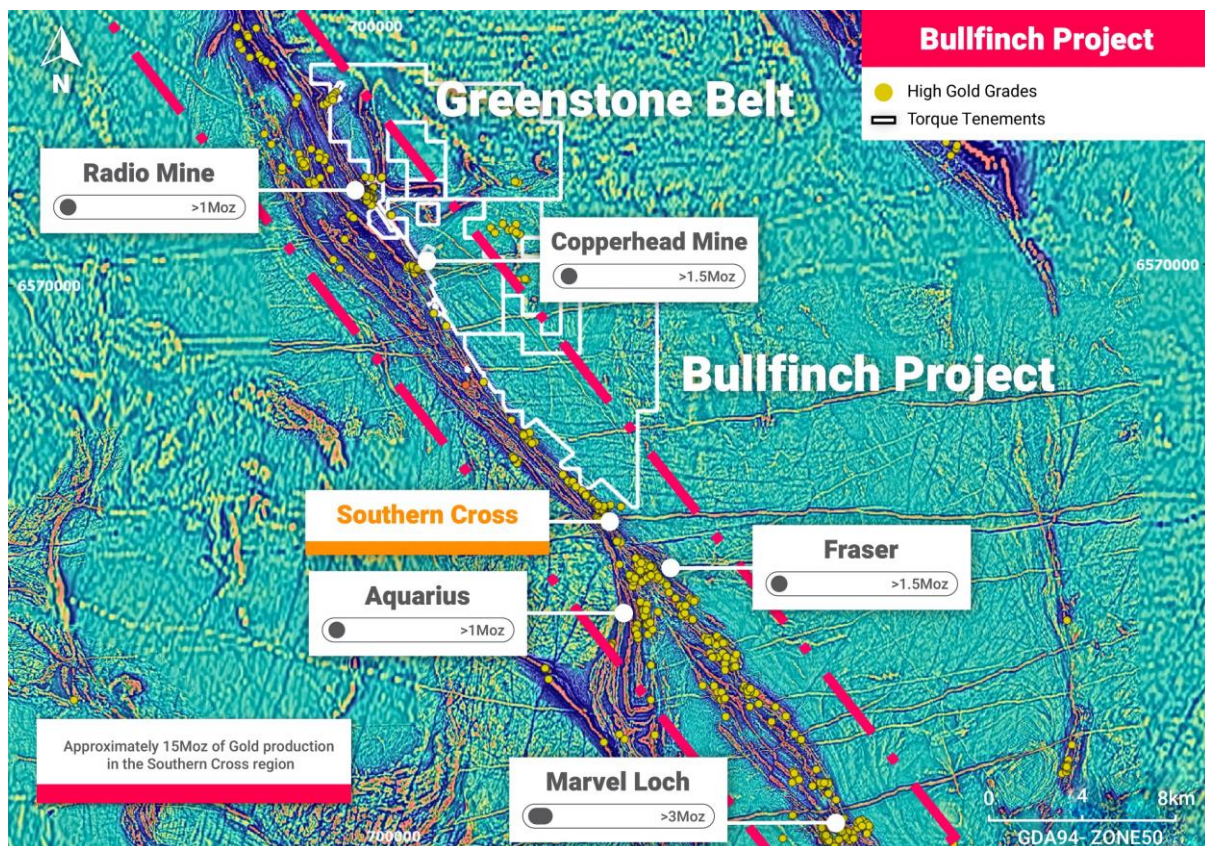 700000
N
Bullfinch Project
High Gold Grades
Torque Tenements
Greenstone Belt
Radio Mine
>1Moz
Copperhead Mine
>1.5Moz
6570000
6570000
Bullfinch Project
Southern Cross
Fraser
>1.5Moz
Aquarius
>1Moz
Approximately 15Moz of Gold production
in the Southern Cross region
Marvel Loch
>3Moz
0 4 8km
GDA94- ZONE50
700000